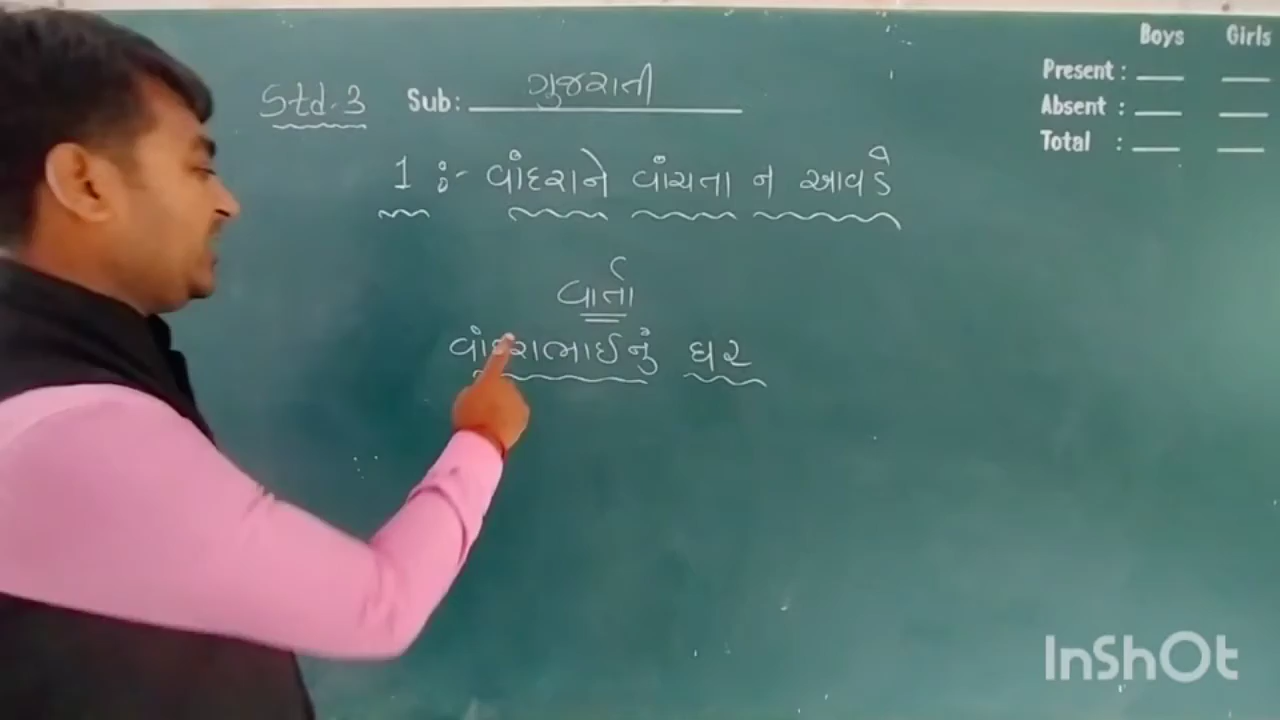 Std.3 Sub: ગુજરાતી
Boys Girls
Present : ___ ___
Absent : ___ ___
Total : ___ ___
1 :- વાંદરાને વાંચતા ન આવડે
વાર્તા
વાંદરાભાઈનું ઘર
InShOt